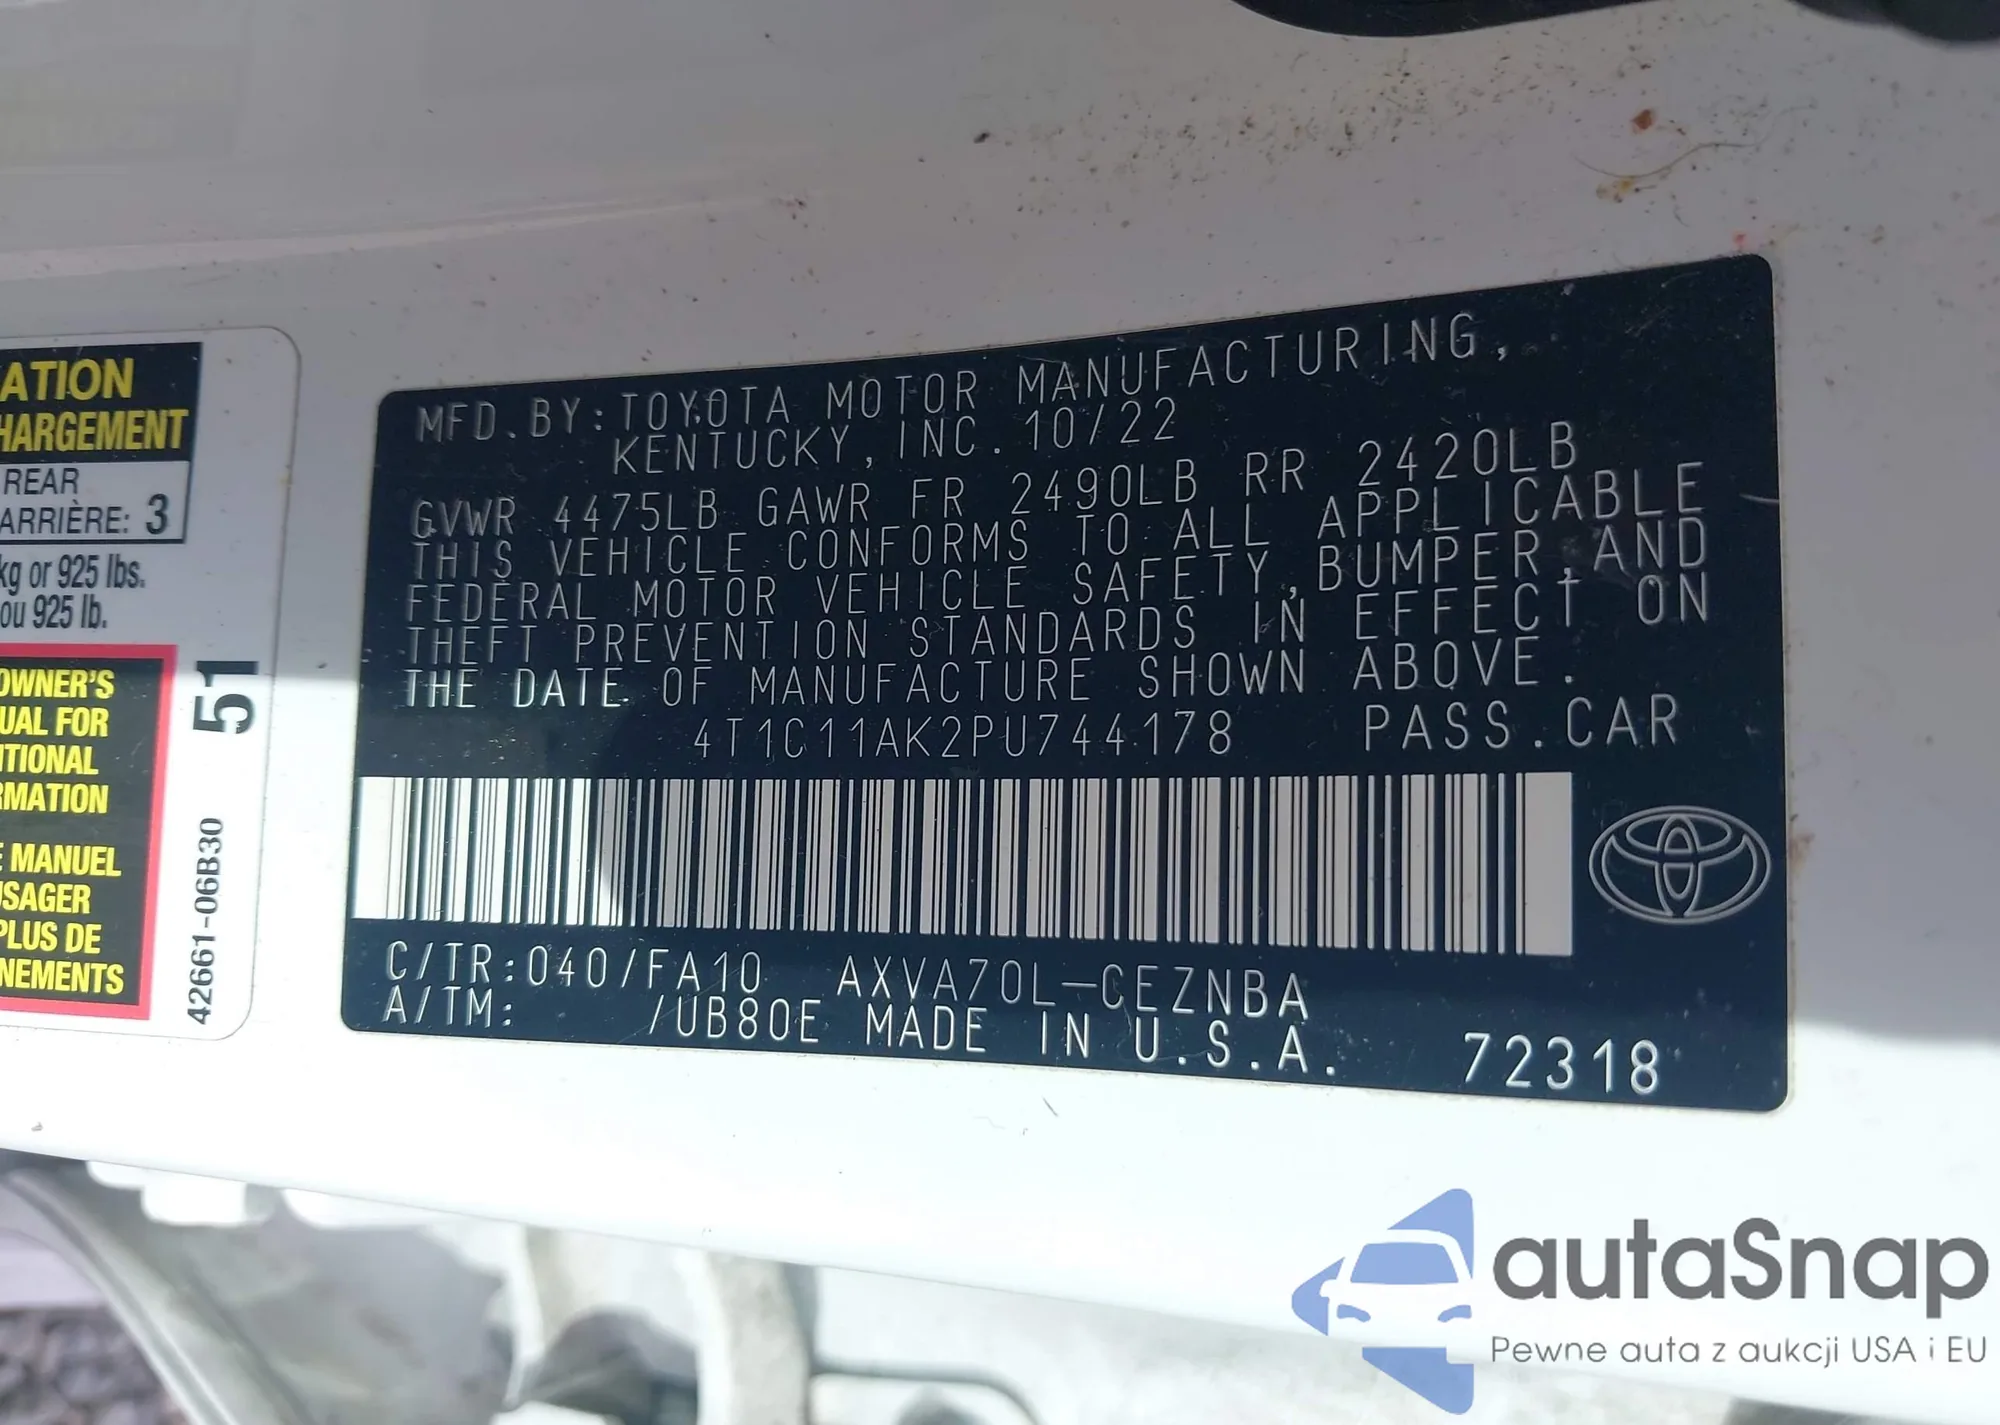 ATION
HARGEMENT
REAR
ARRIÈRE: 3
kg or 925 lbs.
ou 925 lb.
OWNER'S
UAL FOR
ITIONAL
RMATION
E MANUEL
USAGER
PLUS DE
NEMENTS
51
42661-06B30
MFD. BY: TOYOTA MOTOR MANUFACTURING,
KENTUCKY, INC. 10/22
GVWR 4475LB GAWR FR 2490LB RR 2420LB
THIS VEHICLE CONFORMS TO ALL APPLICABLE
FEDERAL MOTOR VEHICLE SAFETY, BUMPER, AND
THEFT PREVENTION STANDARDS IN EFFECT ON
THE DATE OF MANUFACTURE SHOWN ABOVE.
4T1C11AK2PU744178 PASS. CAR
C/TR: 040/FA10 AXVA70L-CEZNBA
A/TM: /UB80E MADE IN U.S.A. 72318
autaSnap
Pewne auta z aukcji USA i EU